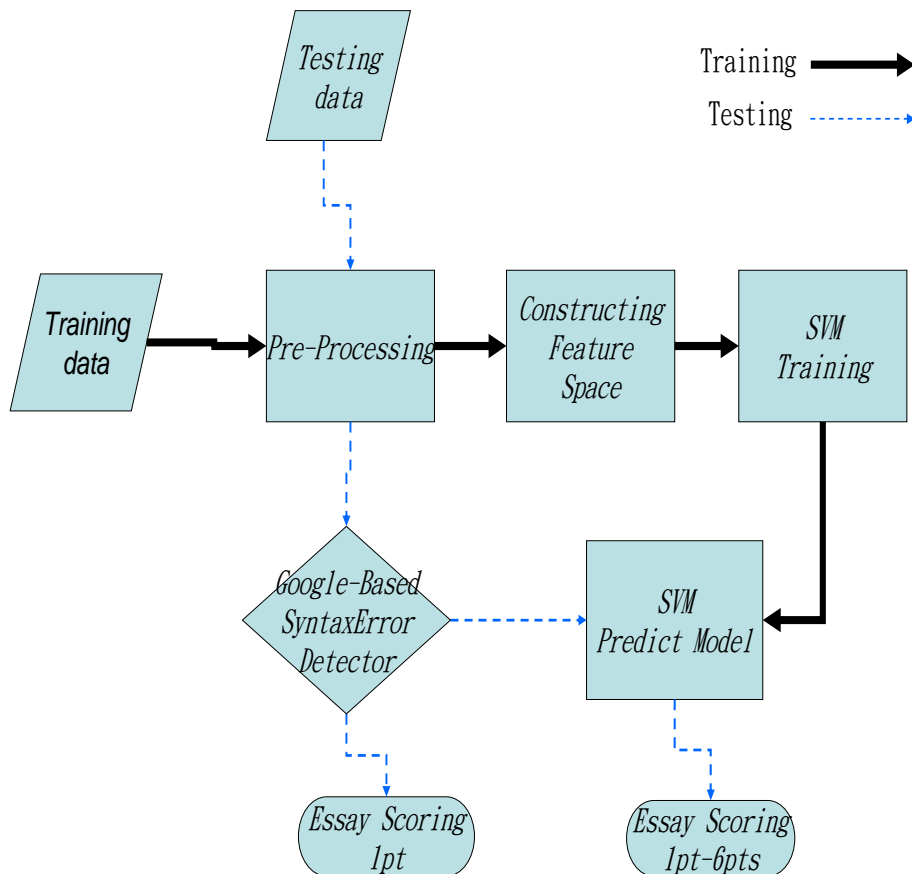 Testing
data
Training
Testing
Training
data
Pre-Processing
Constructing
Feature
Space
SVM
Training
Google-Based
SyntaxError
Detector
SVM
Predict Model
Essay Scoring
1pt
Essay Scoring
1pt-6pts